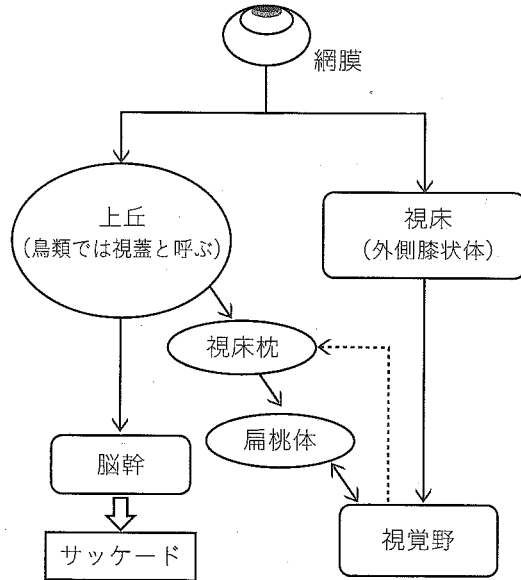 網膜
上丘
(鳥類では視蓋と呼ぶ)
視床
(外側膝状体)
視床枕
扁桃体
脳幹
視覚野
サッケード